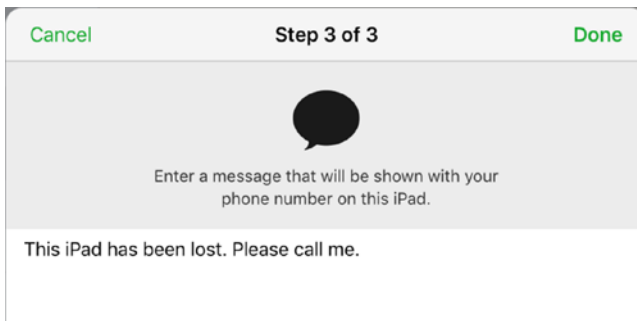 Cancel Step 3 of 3 Done
Enter a message that will be shown with your
phone number on this iPad.
This iPad has been lost. Please call me.